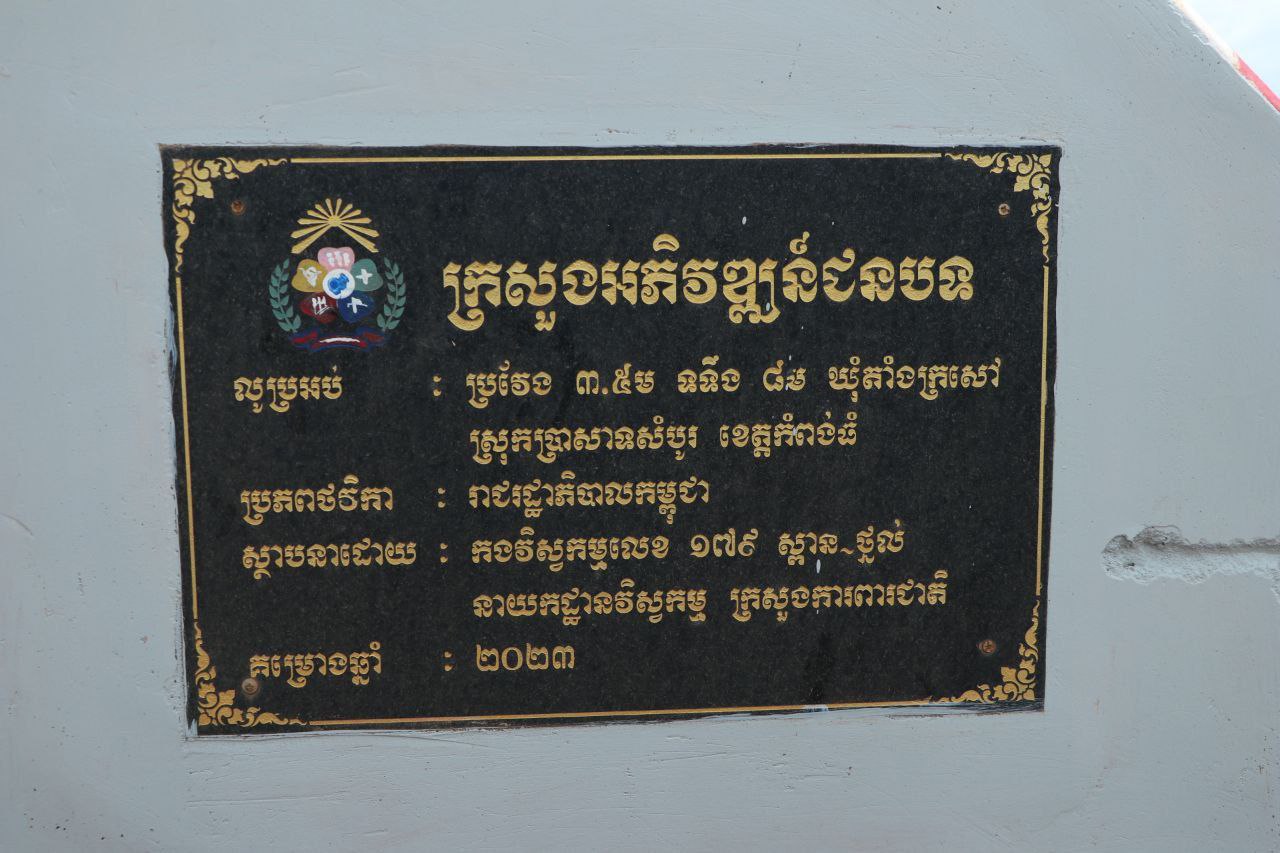 ក្រសួងអភិវឌ្ឍន៍ជនបទ
លូប្រអប់ : ប្រវែង ៣.៥ម ទទឹង ៨ម ឃុំតាំងក្រសៅ
ស្រុកប្រាសាទសំបូរ ខេត្តកំពង់ធំ
ប្រភពថវិកា : រាជរដ្ឋាភិបាលកម្ពុជា
ស្ថាបនាដោយ : កងវិស្វកម្មលេខ ១៧៩ ស្ពាន~ថ្នល់
នាយកដ្ឋានវិស្វកម្ម ក្រសួងការពារជាតិ
គម្រោងឆ្នាំ : ២០២៣